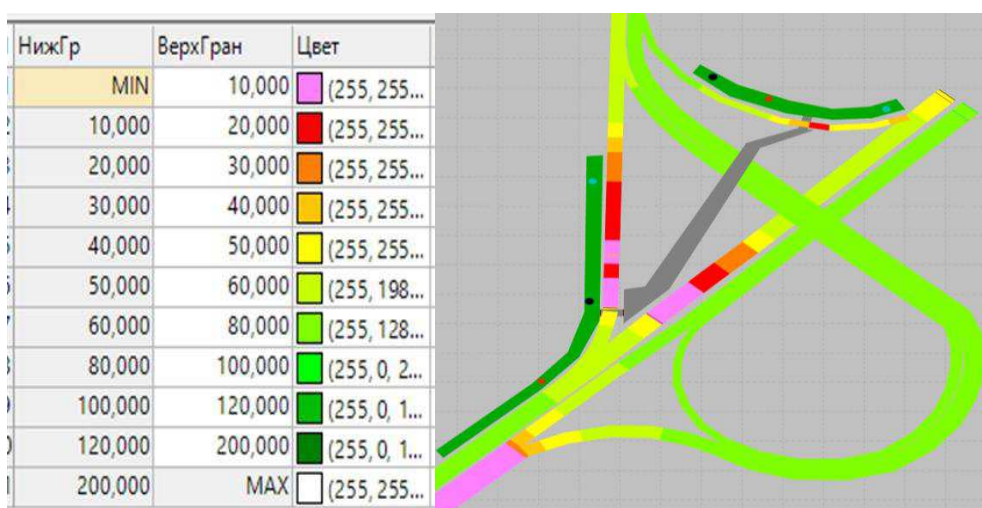 НижГр ВерхГран Цвет
MIN 10,000 (255, 255...
10,000 20,000 (255, 255...
20,000 30,000 (255, 255...
30,000 40,000 (255, 255...
40,000 50,000 (255, 255...
50,000 60,000 (255, 198...
60,000 80,000 (255, 128...
80,000 100,000 (255, 0, 2...
100,000 120,000 (255, 0, 1...
120,000 200,000 (255, 0, 1...
200,000 MAX (255, 255...